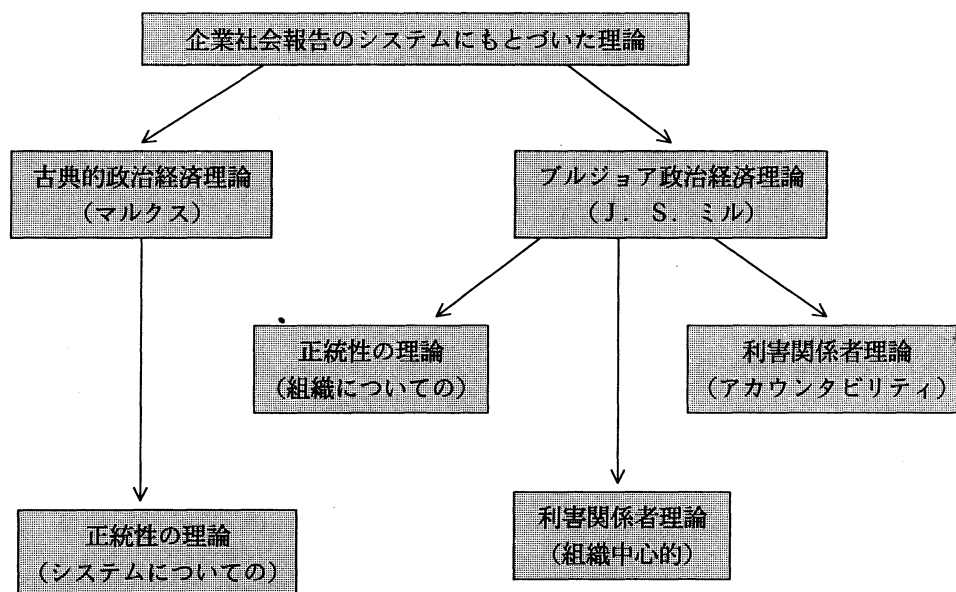 企業社会報告のシステムにもとづいた理論
古典的政治経済理論
（マルクス）
ブルジョア政治経済理論
（J．S．ミル）
正統性の理論
（組織についての）
利害関係者理論
（アカウンタビリティ）
正統性の理論
（システムについての）
利害関係者理論
（組織中心的）